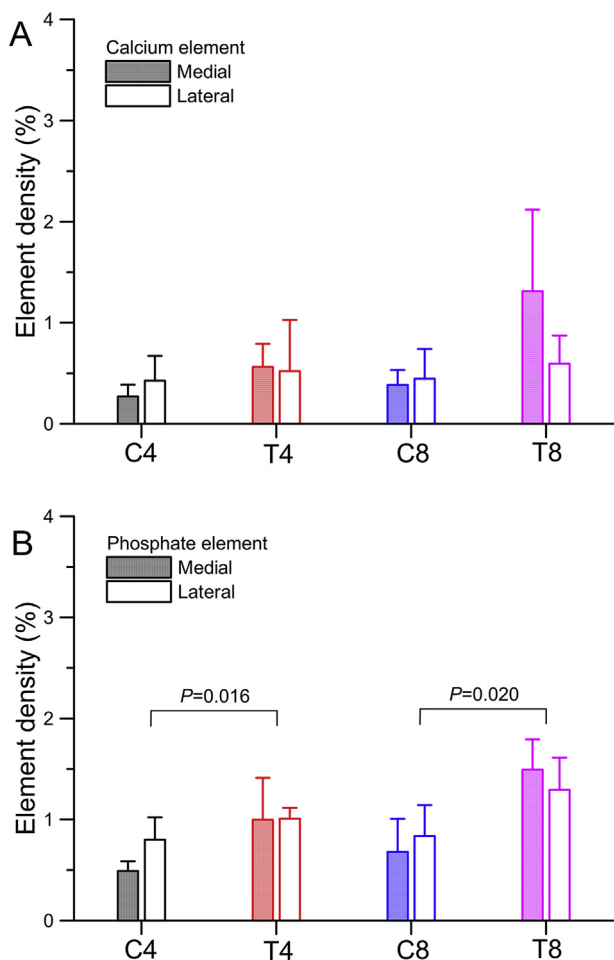 A
Calcium element
Medial
Lateral
Element density (%)
4
3
2
1
0
C4 T4 C8 T8
B
Phosphate element
Medial
Lateral
Element density (%)
4
3
2
1
0
P=0.016 P=0.020
C4 T4 C8 T8